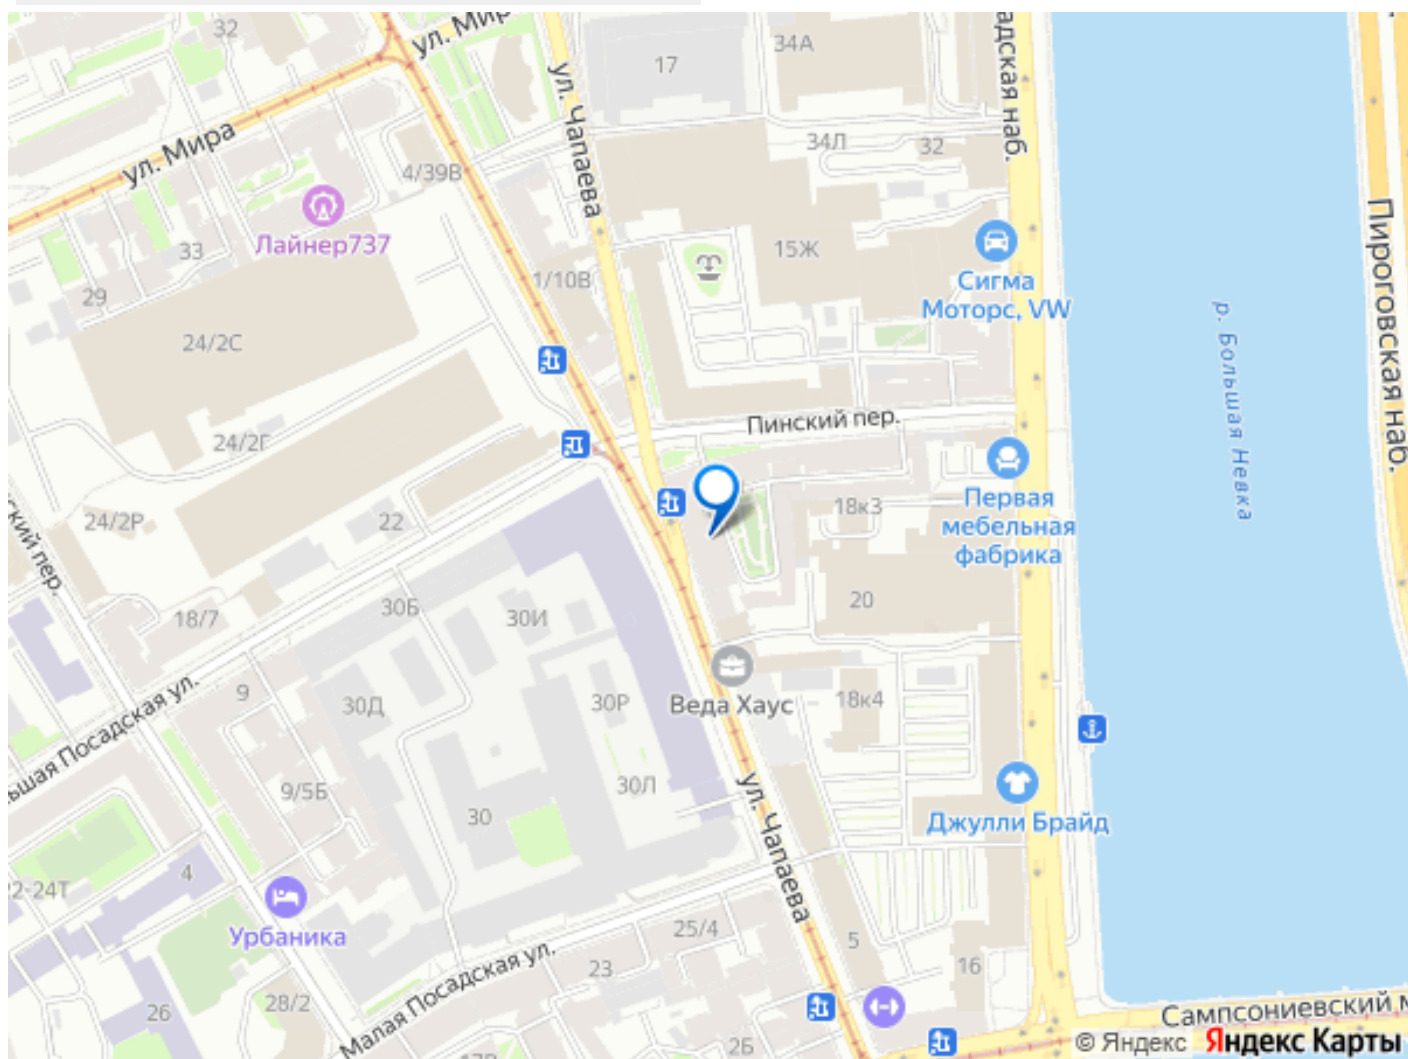 32
ул. Мир
34А
адская наб.
17
ул. Чапаева
ул. Мира
4/39В
34Л
32
Лайнер737
33
29
1/10В
15Ж
Сигма
Моторс, VW
Пироговская наб.
р. Большая Невка
24/2С
Пинский пер.
24/2Г
Первая
мебельная
фабрика
18к3
24/2Р
22
ский пер.
18/7
30Б
30И
20
9
30Д
30Р
Веда Хаус
18к4
ьшая Посадская ул.
9/5Б
30
30Л
ул. Чапаева
Джулли Брайд
2-24Т
4
Урбаника
25/4
5
16
23
Малая Посадская ул.
28/2
26
2Б
Сампсониевский м
© Яндекс Яндекс Карты